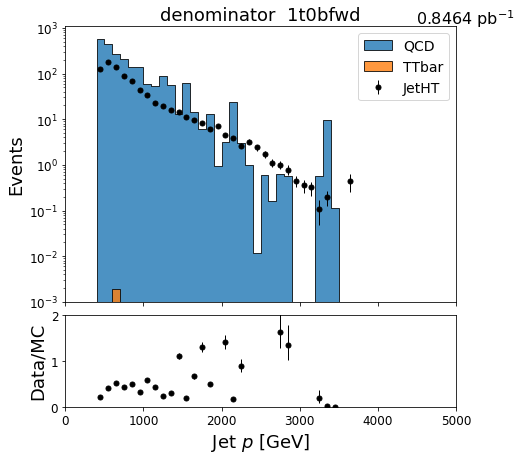 denominator 1t0bfwd
0.8464 pb⁻¹
QCD
TTbar
JetHT
Events
10³
10²
10¹
10⁰
10⁻¹
10⁻²
10⁻³
Data/MC
2
1
0
0 1000 2000 3000 4000 5000
Jet p [GeV]